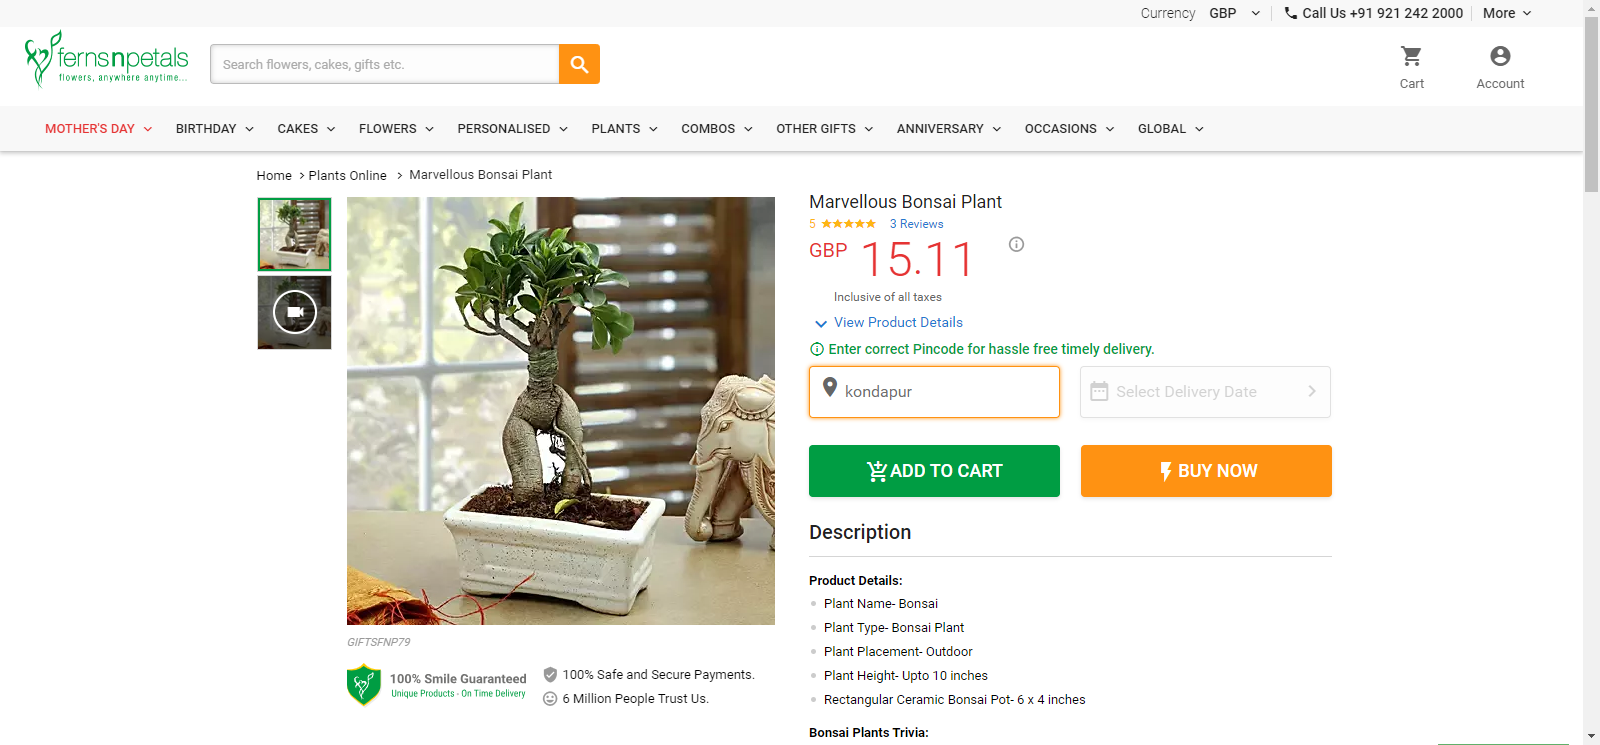 Currency GBP Call Us +91 921 242 2000 More
fernsnpetals
flowers, anywhere anytime...
Search flowers, cakes, gifts etc.
Cart Account
MOTHER'S DAY BIRTHDAY CAKES FLOWERS PERSONALISED PLANTS COMBOS OTHER GIFTS ANNIVERSARY OCCASIONS GLOBAL
Home > Plants Online > Marvellous Bonsai Plant
Marvellous Bonsai Plant
5 ★★★★★ 3 Reviews
GBP 15.11
Inclusive of all taxes
View Product Details
Enter correct Pincode for hassle free timely delivery.
kondapur Select Delivery Date
ADD TO CART BUY NOW
Description
Product Details:
Plant Name- Bonsai
Plant Type- Bonsai Plant
Plant Placement- Outdoor
Plant Height- Upto 10 inches
Rectangular Ceramic Bonsai Pot- 6 x 4 inches
Bonsai Plants Trivia:
GIFTSFNP79
100% Smile Guaranteed
Unique Products - On Time Delivery
100% Safe and Secure Payments.
6 Million People Trust Us.